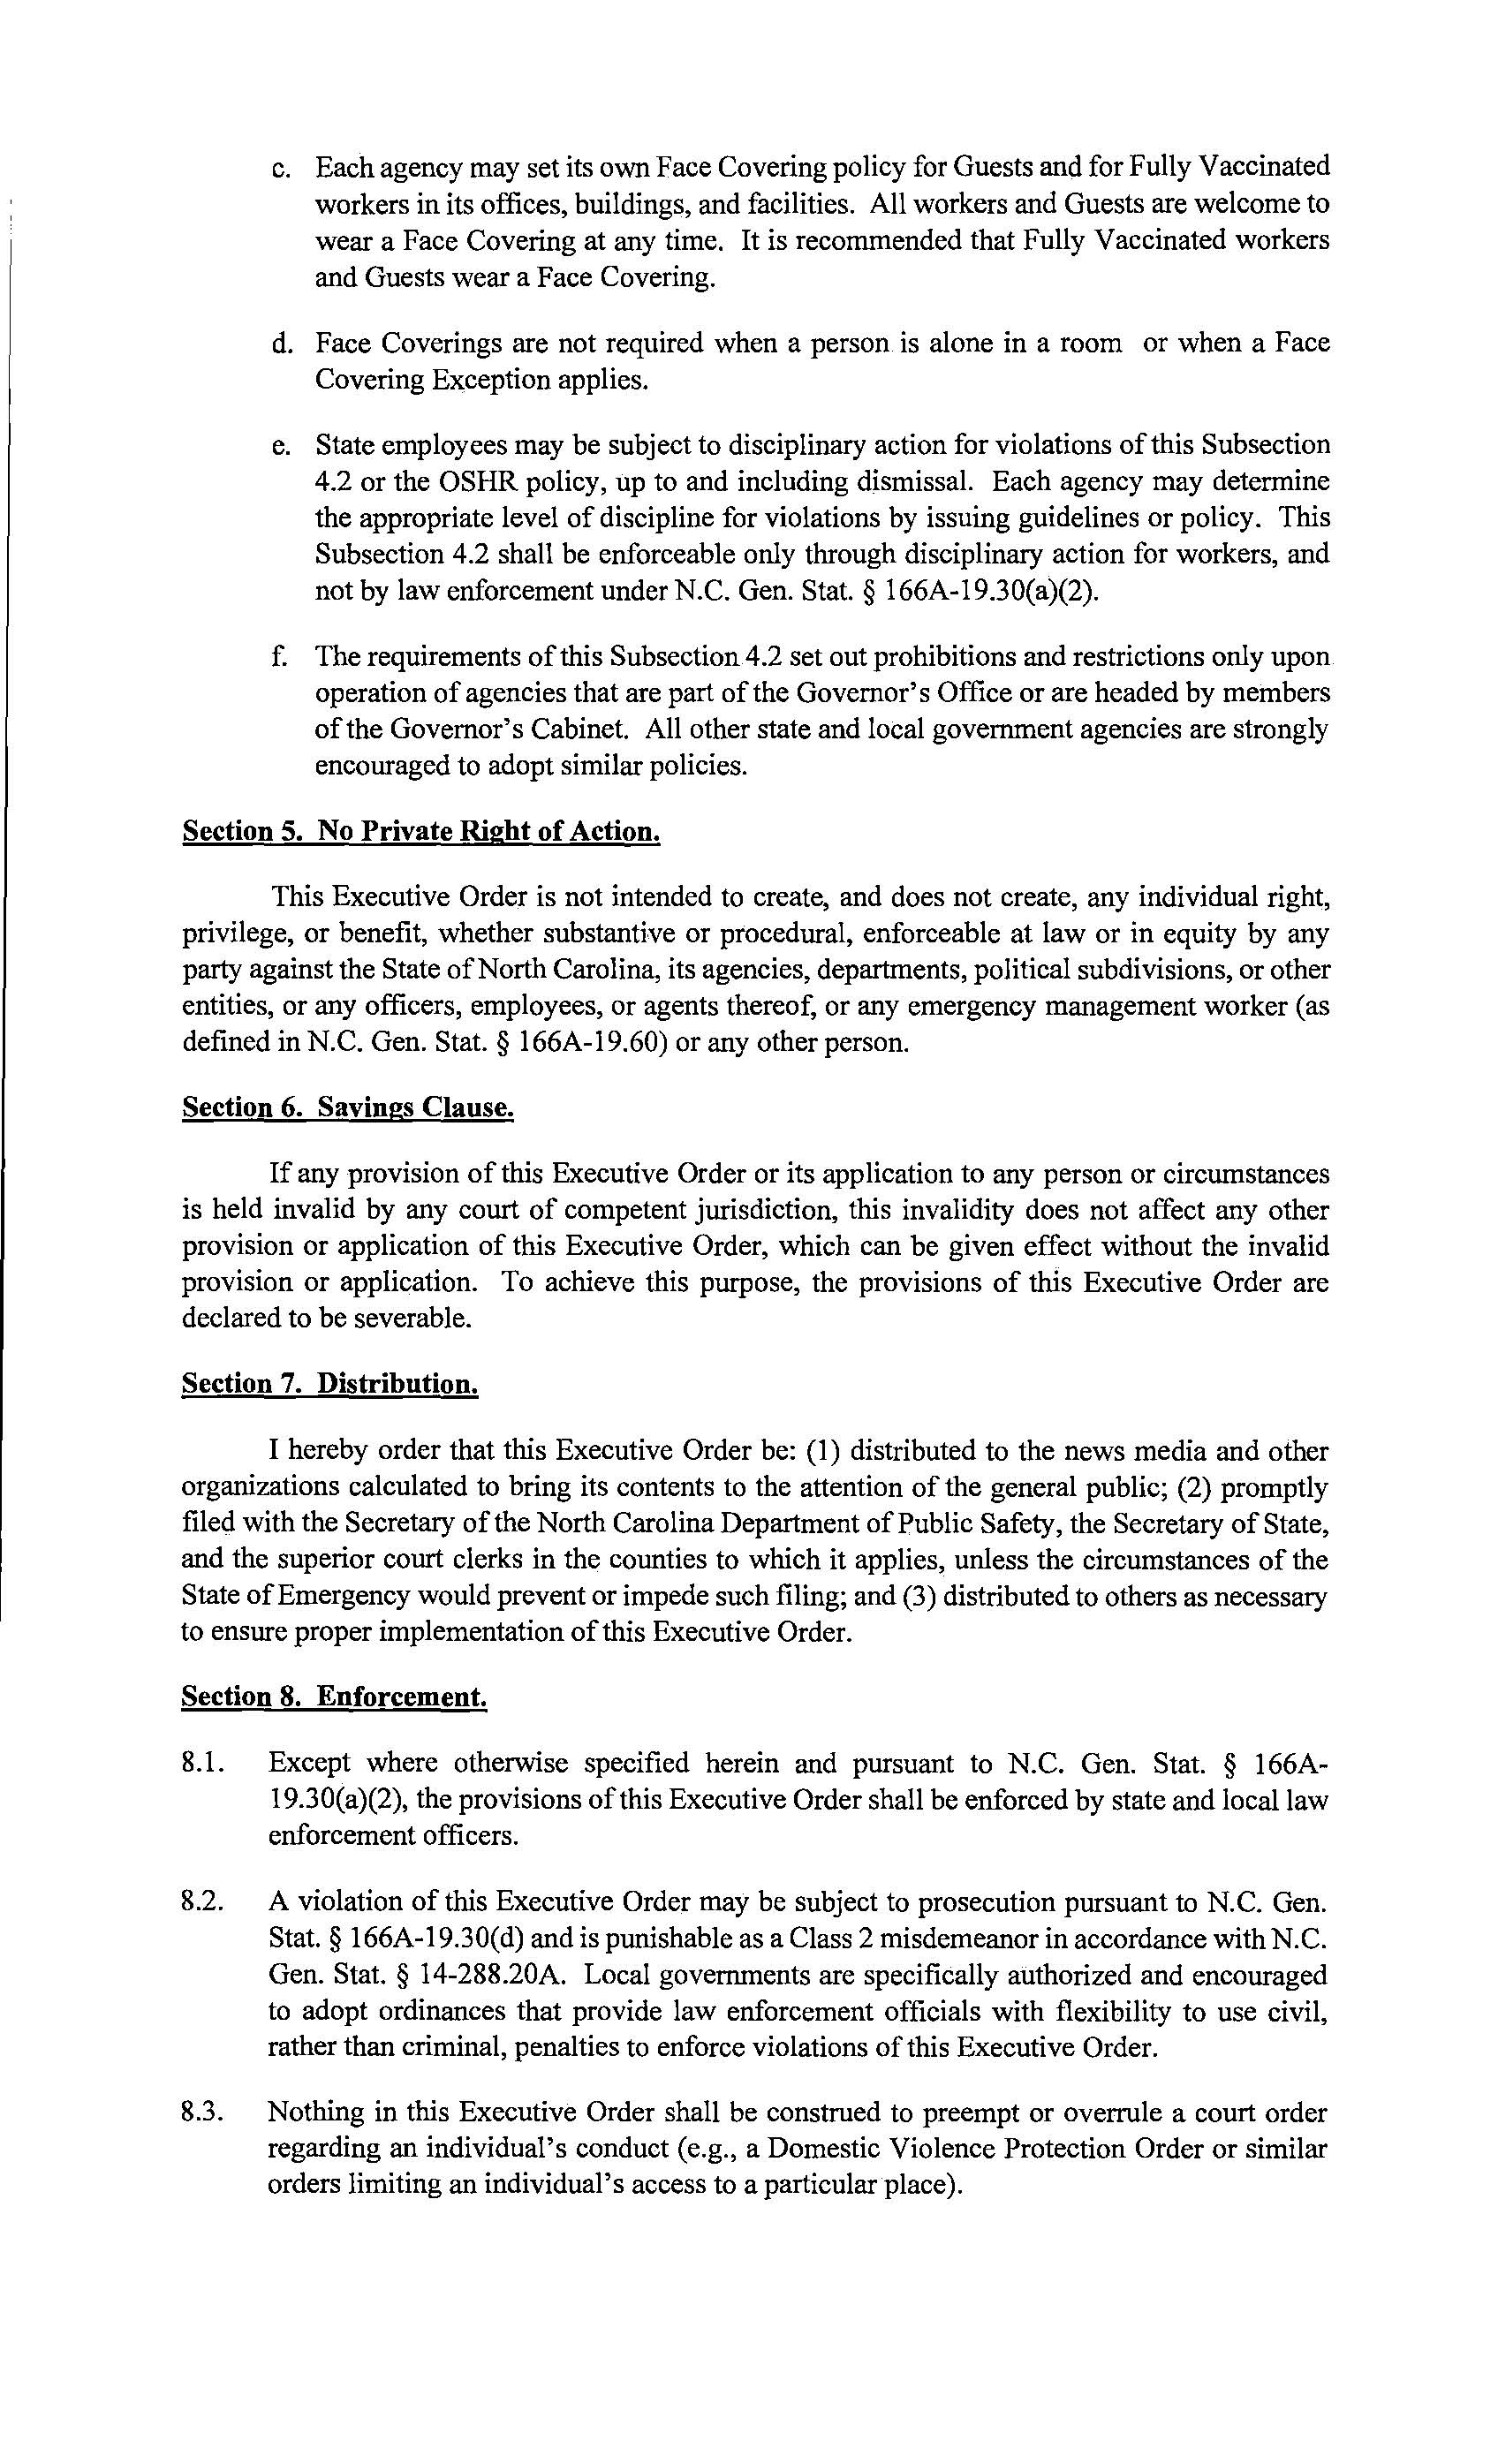 c. Each agency may set its own Face Covering policy for Guests and for Fully Vaccinated
workers in its offices, buildings, and facilities. All workers and Guests are welcome to
wear a Face Covering at any time. It is recommended that Fully Vaccinated workers
and Guests wear a Face Covering.
d. Face Coverings are not required when a person is alone in a room or when a Face
Covering Exception applies.
e. State employees may be subject to disciplinary action for violations of this Subsection
4.2 or the OSHR policy, up to and including dismissal. Each agency may determine
the appropriate level of discipline for violations by issuing guidelines or policy. This
Subsection 4.2 shall be enforceable only through disciplinary action for workers, and
not by law enforcement under N.C. Gen. Stat. § 166A-19.30(a)(2).
f. The requirements of this Subsection 4.2 set out prohibitions and restrictions only upon
operation of agencies that are part of the Governor's Office or are headed by members
of the Governor's Cabinet. All other state and local government agencies are strongly
encouraged to adopt similar policies.
Section 5. No Private Right of Action.
This Executive Order is not intended to create, and does not create, any individual right,
privilege, or benefit, whether substantive or procedural, enforceable at law or in equity by any
party against the State of North Carolina, its agencies, departments, political subdivisions, or other
entities, or any officers, employees, or agents thereof, or any emergency management worker (as
defined in N.C. Gen. Stat. § 166A-19.60) or any other person.
Section 6. Savings Clause.
If any provision of this Executive Order or its application to any person or circumstances
is held invalid by any court of competent jurisdiction, this invalidity does not affect any other
provision or application of this Executive Order, which can be given effect without the invalid
provision or application. To achieve this purpose, the provisions of this Executive Order are
declared to be severable.
Section 7. Distribution.
I hereby order that this Executive Order be: (1) distributed to the news media and other
organizations calculated to bring its contents to the attention of the general public; (2) promptly
filed with the Secretary of the North Carolina Department of Public Safety, the Secretary of State,
and the superior court clerks in the counties to which it applies, unless the circumstances of the
State of Emergency would prevent or impede such filing; and (3) distributed to others as necessary
to ensure proper implementation of this Executive Order.
Section 8. Enforcement.
8.1. Except where otherwise specified herein and pursuant to N.C. Gen. Stat. § 166A-
19.30(a)(2), the provisions of this Executive Order shall be enforced by state and local law
enforcement officers.
8.2. A violation of this Executive Order may be subject to prosecution pursuant to N.C. Gen.
Stat. § 166A-19.30(d) and is punishable as a Class 2 misdemeanor in accordance with N.C.
Gen. Stat. § 14-288.20A. Local governments are specifically authorized and encouraged
to adopt ordinances that provide law enforcement officials with flexibility to use civil,
rather than criminal, penalties to enforce violations of this Executive Order.
8.3. Nothing in this Executive Order shall be construed to preempt or overrule a court order
regarding an individual's conduct (e.g., a Domestic Violence Protection Order or similar
orders limiting an individual's access to a particular place).